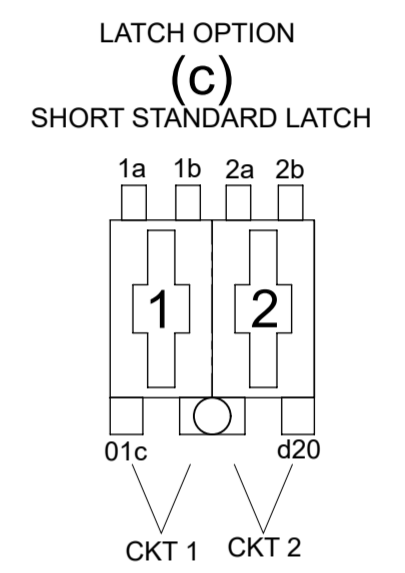 LATCH OPTION
(c)
SHORT STANDARD LATCH
1a 1b 2a 2b
1 2
01c d20
CKT 1 CKT 2